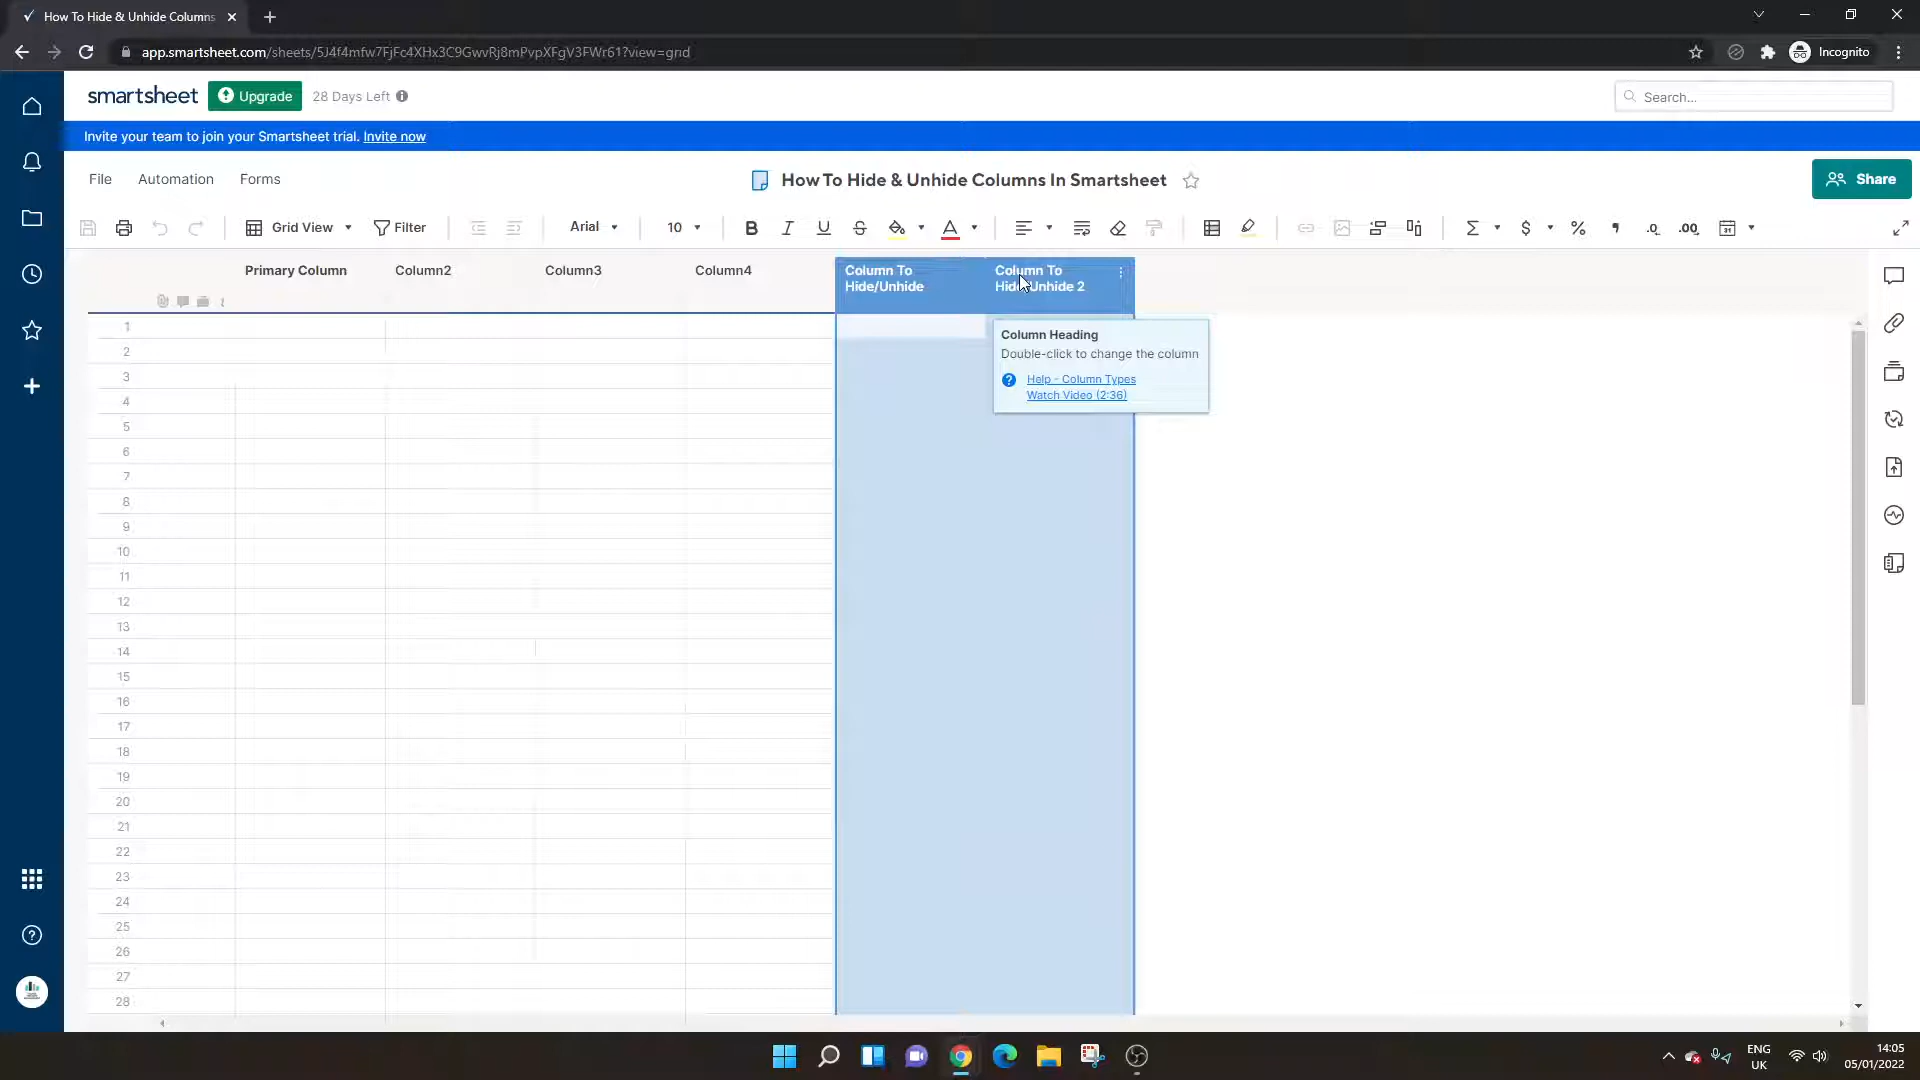 How To Hide & Unhide Columns
app.smartsheet.com/sheets/5J4f4mfw7FjFc4XHx3C9GwvRj8mPvpXFgV3FWr61?view=grid
Incognito
smartsheet
Upgrade
28 Days Left
Search...
Invite your team to join your Smartsheet trial. Invite now
File
Automation
Forms
How To Hide & Unhide Columns In Smartsheet
Share
Grid View
Filter
Arial
10
B
I
U
S
A
Σ
$
%
.0
.00
31
Primary Column
Column2
Column3
Column4
Column To
Hide/Unhide
Column To
Hide/Unhide 2
Column Heading
Double-click to change the column
Help - Column Types
Watch Video (2:36)
1
2
3
4
5
6
7
8
9
10
11
12
13
14
15
16
17
18
19
20
21
22
23
24
25
26
27
28
ENG
UK
14:05
05/01/2022